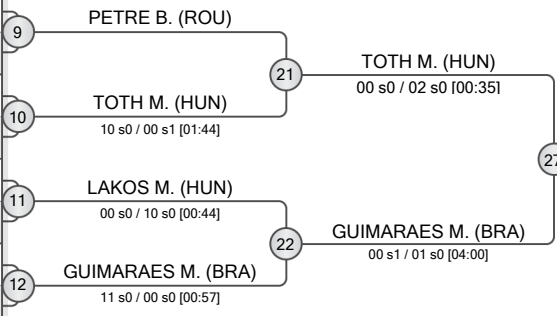 PETRE B. (ROU)
9
21
TOTH M. (HUN)
00 s0 / 02 s0 [00:35]
TOTH M. (HUN)
10
10 s0 / 00 s1 [01:44]
27
LAKOS M. (HUN)
11
00 s0 / 10 s0 [00:44]
22
GUIMARAES M. (BRA)
00 s1 / 01 s0 [04:00]
GUIMARAES M. (BRA)
12
11 s0 / 00 s0 [00:57]